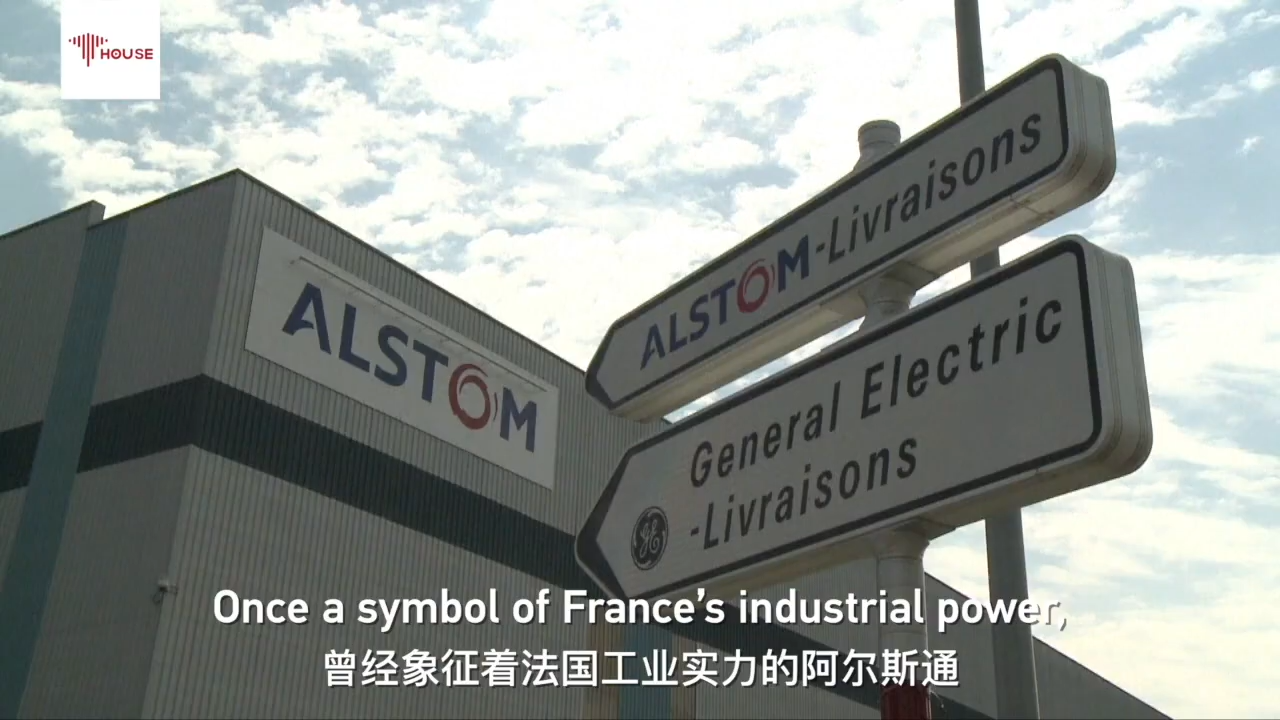 HOUSE
ALSTOM-Livraisons
ALSTOM
General Electric
-Livraisons
GE
Once a symbol of France's industrial power,
曾经象征着法国工业实力的阿尔斯通